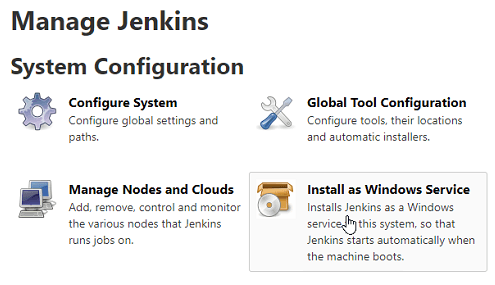 Manage Jenkins
System Configuration
Configure System
Configure global settings and
paths.
Global Tool Configuration
Configure tools, their locations
and automatic installers.
Manage Nodes and Clouds
Add, remove, control and monitor
the various nodes that Jenkins
runs jobs on.
Install as Windows Service
Installs Jenkins as a Windows
service this system, so that
Jenkins starts automatically when
the machine boots.